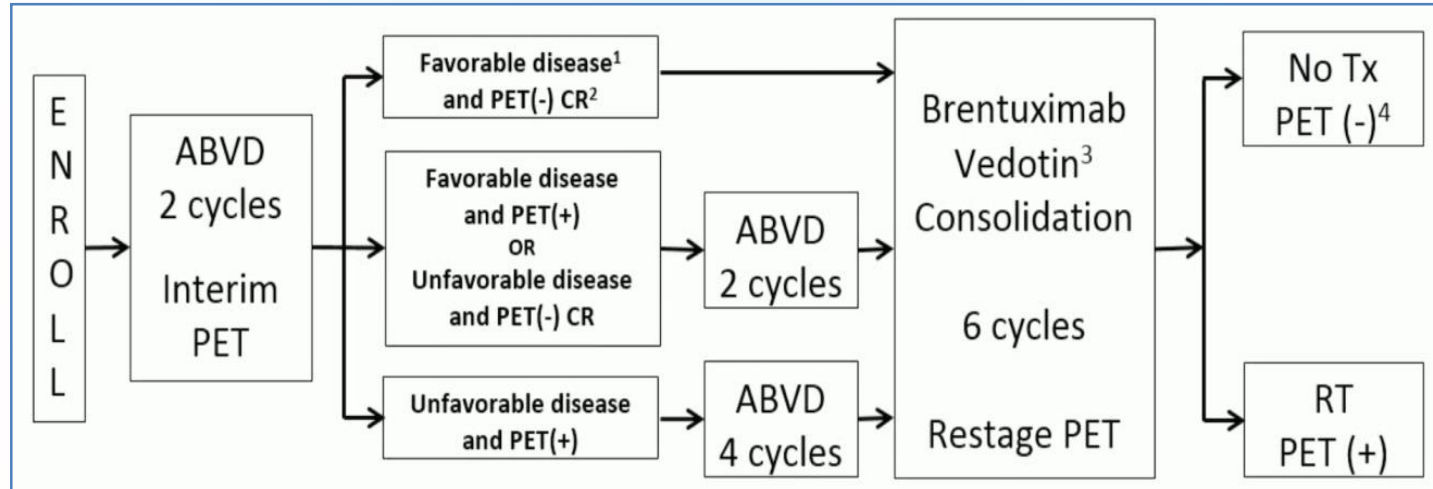 ENROLL
ABVD
2 cycles
Interim
PET
Favorable disease¹
and PET(-) CR²
Favorable disease
and PET(+)
OR
Unfavorable disease
and PET(-) CR
Unfavorable disease
and PET(+)
ABVD
2 cycles
ABVD
4 cycles
Brentuximab
Vedotin³
Consolidation
6 cycles
Restage PET
No Tx
PET (-)⁴
RT
PET (+)